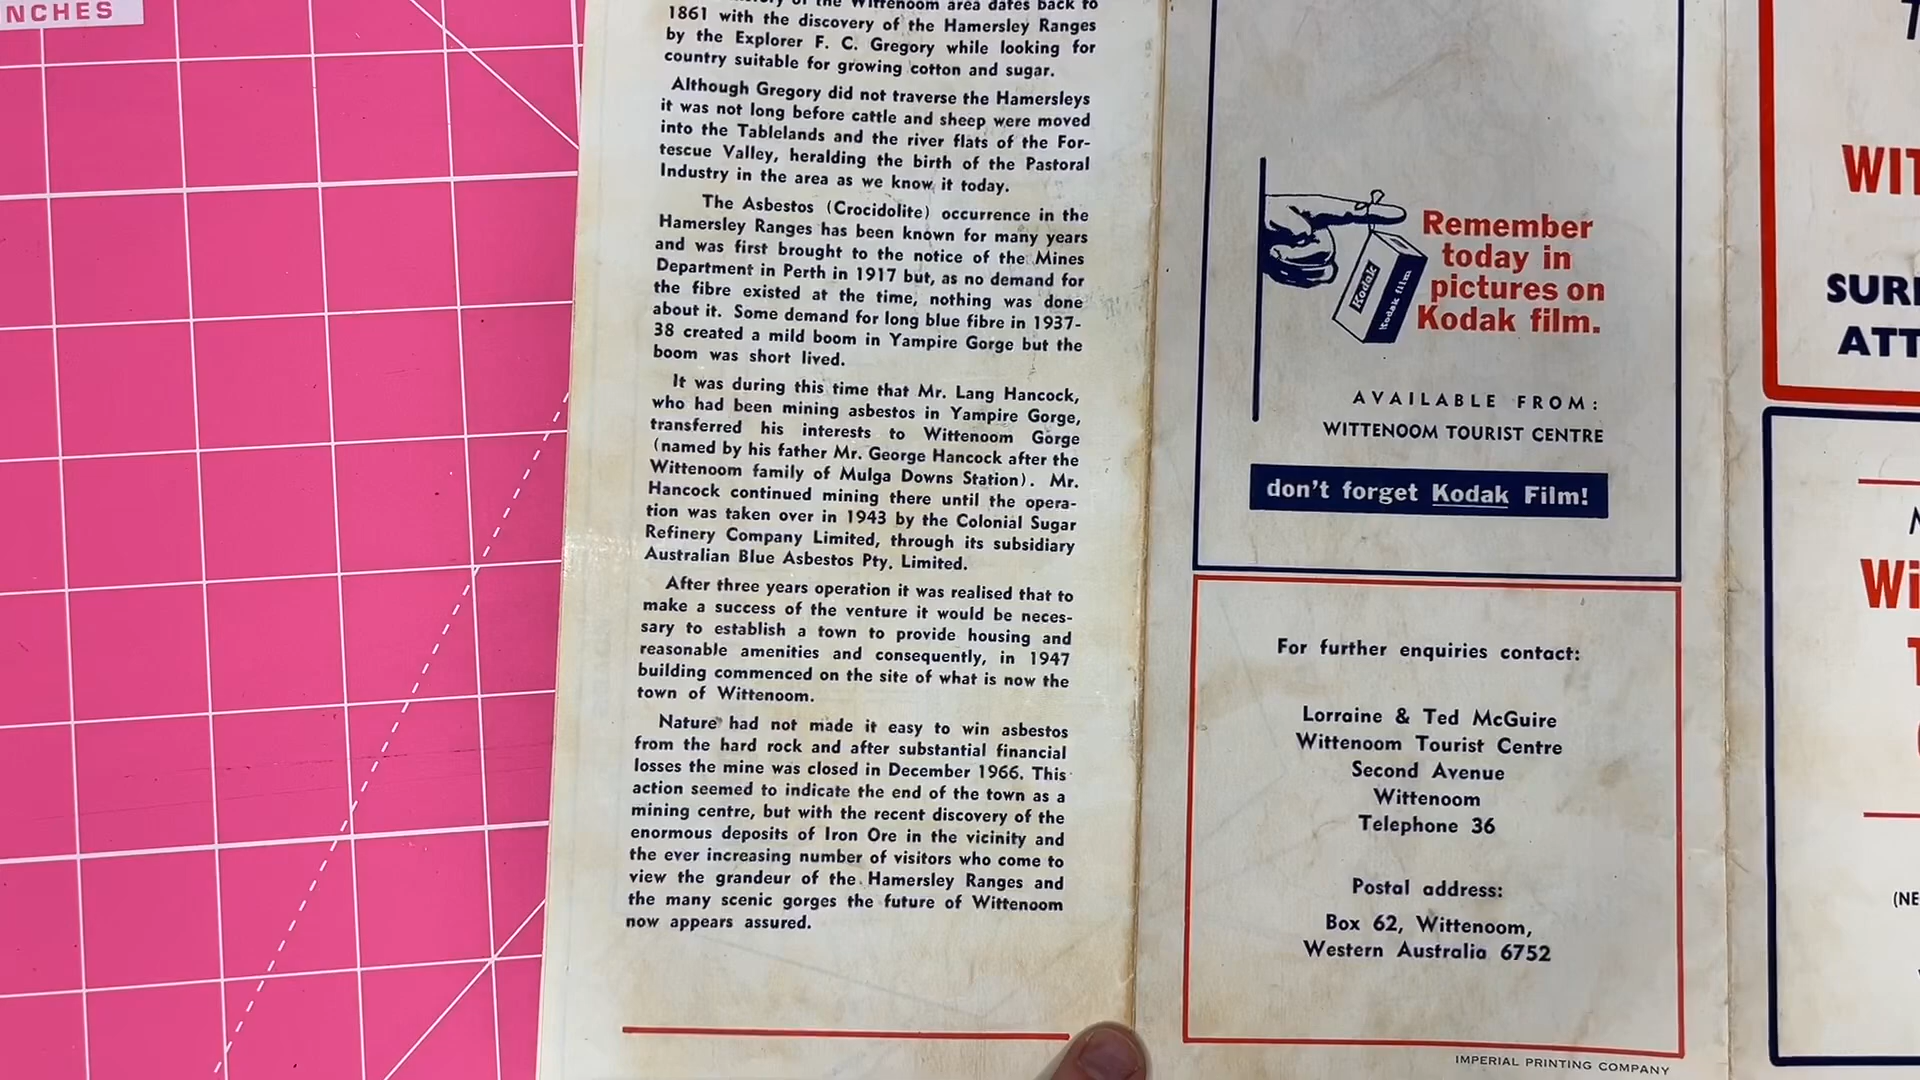 INCHES
of the Wittenoom area dates back to
1861 with the discovery of the Hamersley Ranges
by the Explorer F. C. Gregory while looking for
country suitable for growing cotton and sugar.
Although Gregory did not traverse the Hamersleys
it was not long before cattle and sheep were moved
into the Tablelands and the river flats of the For-
tescue Valley, heralding the birth of the Pastoral
Industry in the area as we know it today.
The Asbestos (Crocidolite) occurrence in the
Hamersley Ranges has been known for many years
and was first brought to the notice of the Mines
Department in Perth in 1917 but, as no demand for
the fibre existed at the time, nothing was done
about it. Some demand for long blue fibre in 1937-
38 created a mild boom in Yampire Gorge but the
boom was short lived.
It was during this time that Mr. Lang Hancock,
who had been mining asbestos in Yampire Gorge,
transferred his interests to Wittenoom Gorge
(named by his father Mr. George Hancock after the
Wittenoom family of Mulga Downs Station). Mr.
Hancock continued mining there until the opera-
tion was taken over in 1943 by the Colonial Sugar
Refinery Company Limited, through its subsidiary
Australian Blue Asbestos Pty. Limited.
After three years operation it was realised that to
make a success of the venture it would be neces-
sary to establish a town to provide housing and
reasonable amenities and consequently, in 1947
building commenced on the site of what is now the
town of Wittenoom.
Nature had not made it easy to win asbestos
from the hard rock and after substantial financial
losses the mine was closed in December 1966. This
action seemed to indicate the end of the town as a
mining centre, but with the recent discovery of the
enormous deposits of Iron Ore in the vicinity and
the ever increasing number of visitors who come to
view the grandeur of the Hamersley Ranges and
the many scenic gorges the future of Wittenoom
now appears assured.
Kodak
Kodak film
Remember
today in
pictures on
Kodak film.
AVAILABLE FROM:
WITTENOOM TOURIST CENTRE
don't forget Kodak Film!
For further enquiries contact:
Lorraine & Ted McGuire
Wittenoom Tourist Centre
Second Avenue
Wittenoom
Telephone 36
Postal address:
Box 62, Wittenoom,
Western Australia 6752
IMPERIAL PRINTING COMPANY
WIT
SUR
ATT
Wi
(NE